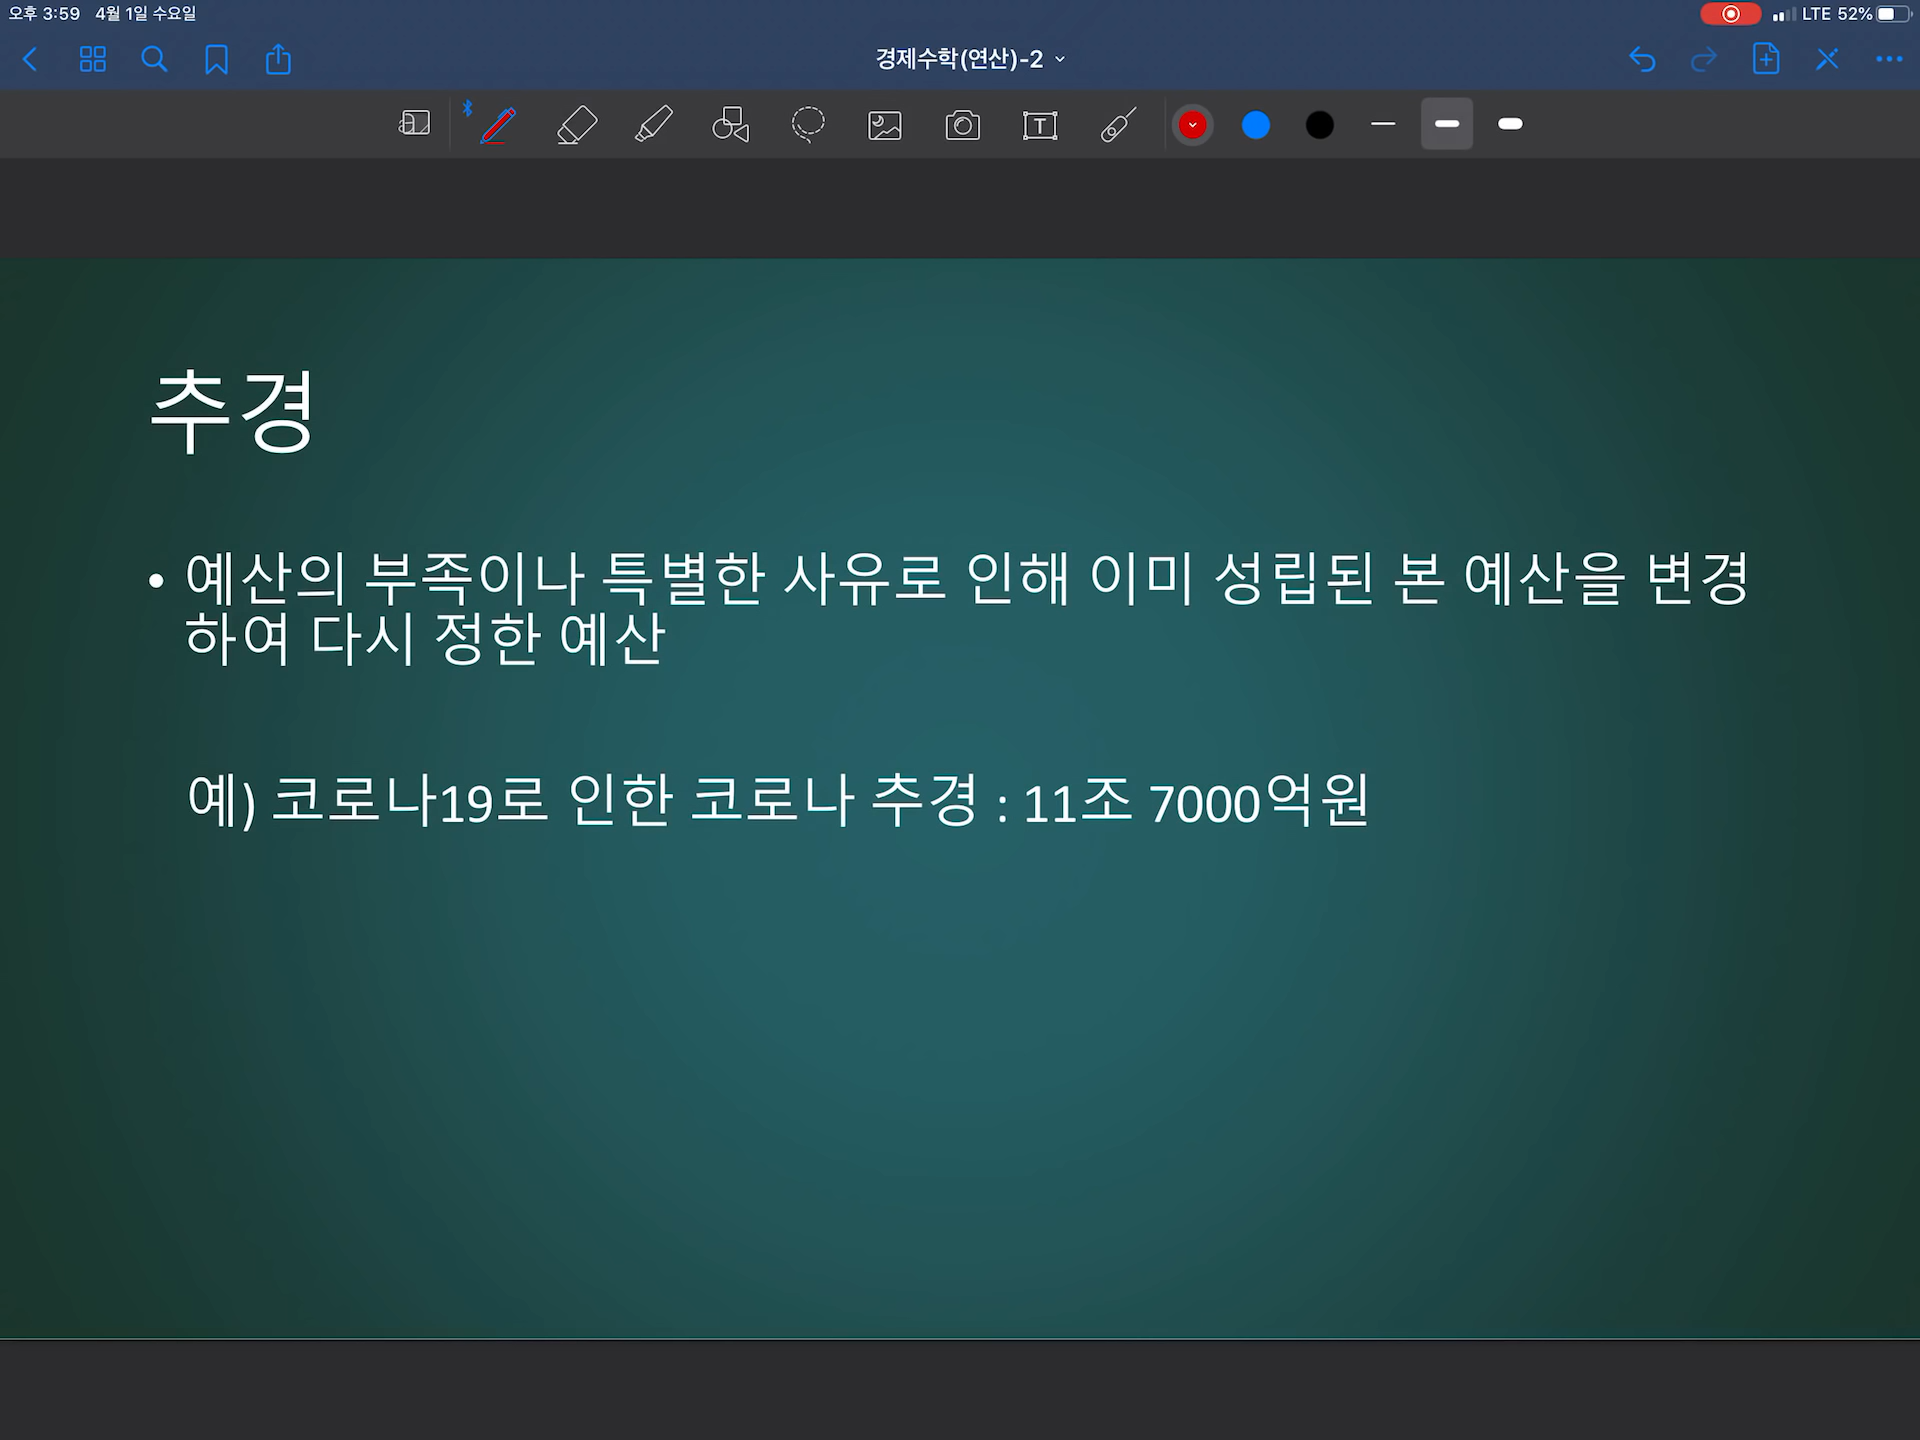 오후 3:59 4월 1일 수요일
LTE 52%
경제수학(연산)-2
T
추경
• 예산의 부족이나 특별한 사유로 인해 이미 성립된 본 예산을 변경
하여 다시 정한 예산
예) 코로나19로 인한 코로나 추경 : 11조 7000억원